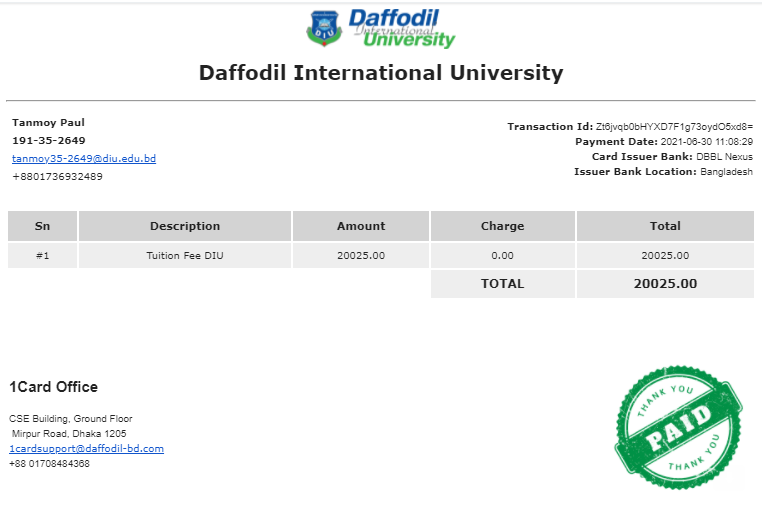 DIU
Daffodil
International
University
Daffodil International University
Tanmoy Paul
191-35-2649
tanmoy35-2649@diu.edu.bd
+8801736932489
Transaction Id: Zt6jvqb0bHYXD7F1g73oydO5xd8=
Payment Date: 2021-06-30 11:08:29
Card Issuer Bank: DBBL Nexus
Issuer Bank Location: Bangladesh
Sn Description Amount Charge Total
#1 Tuition Fee DIU 20025.00 0.00 20025.00
TOTAL 20025.00
1Card Office
CSE Building, Ground Floor
Mirpur Road, Dhaka 1205
1cardsupport@daffodil-bd.com
+88 01708484368
THANK YOU
PAID
THANK YOU